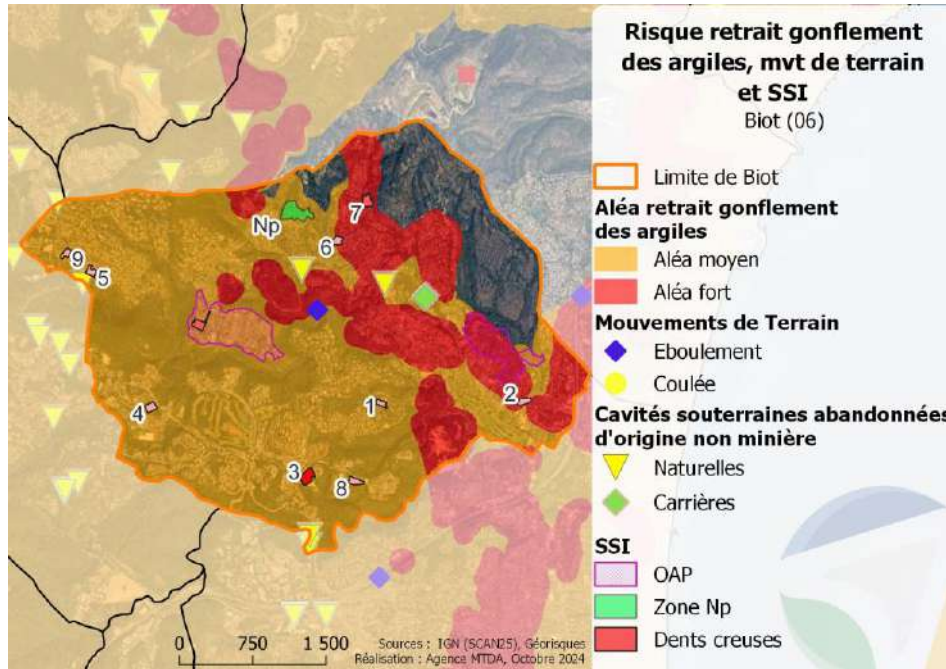 Risque retrait gonflement
des argiles, mvt de terrain
et SSI
Biot (06)
Limite de Biot
Aléa retrait gonflement
des argiles
Aléa moyen
Aléa fort
Mouvements de Terrain
Eboulement
Coulée
Cavités souterraines abandonnées
d'origine non minière
Naturelles
Carrières
SSI
OAP
Zone Np
Dents creuses
7
Np
6
9
5
2
4
1
3
8
0 750 1 500
Sources : IGN (SCAN25), Géorisques
Réalisation : Agence MTDA, Octobre 2024